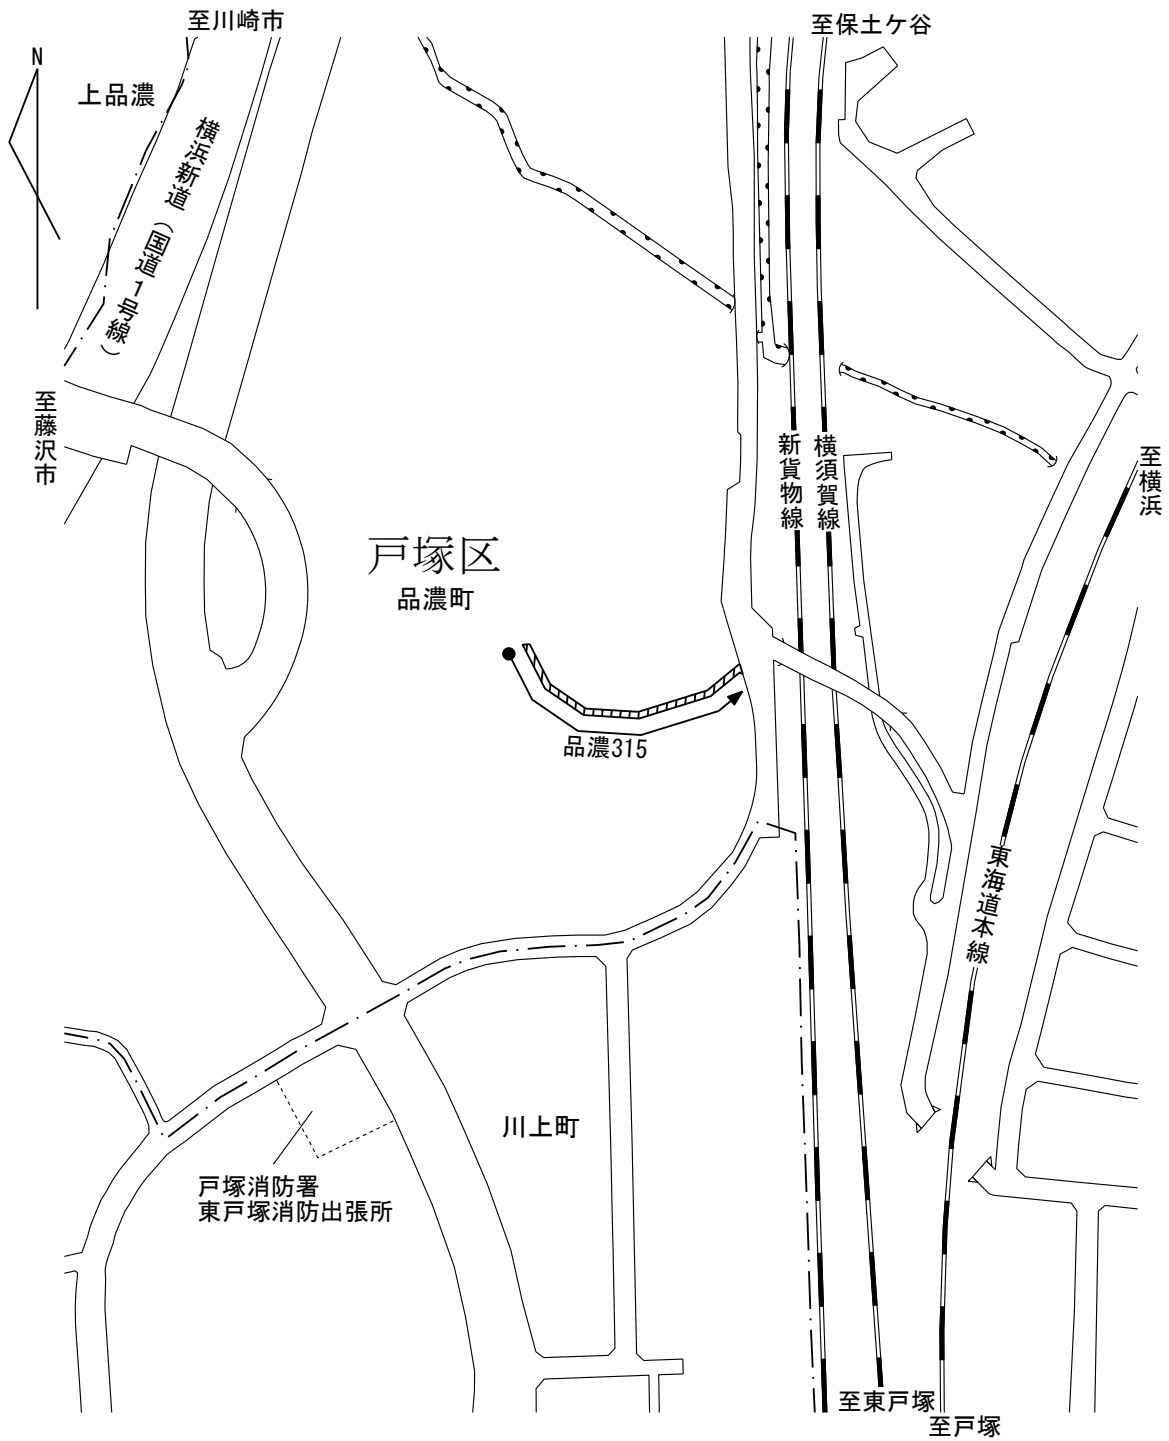 至川崎市
至保土ケ谷
N
上品濃
横浜新道（国道1号線）
至藤沢市
新貨物線
横須賀線
至横浜
戸塚区
品濃町
品濃315
東海道本線
川上町
戸塚消防署
東戸塚消防出張所
至東戸塚
至戸塚